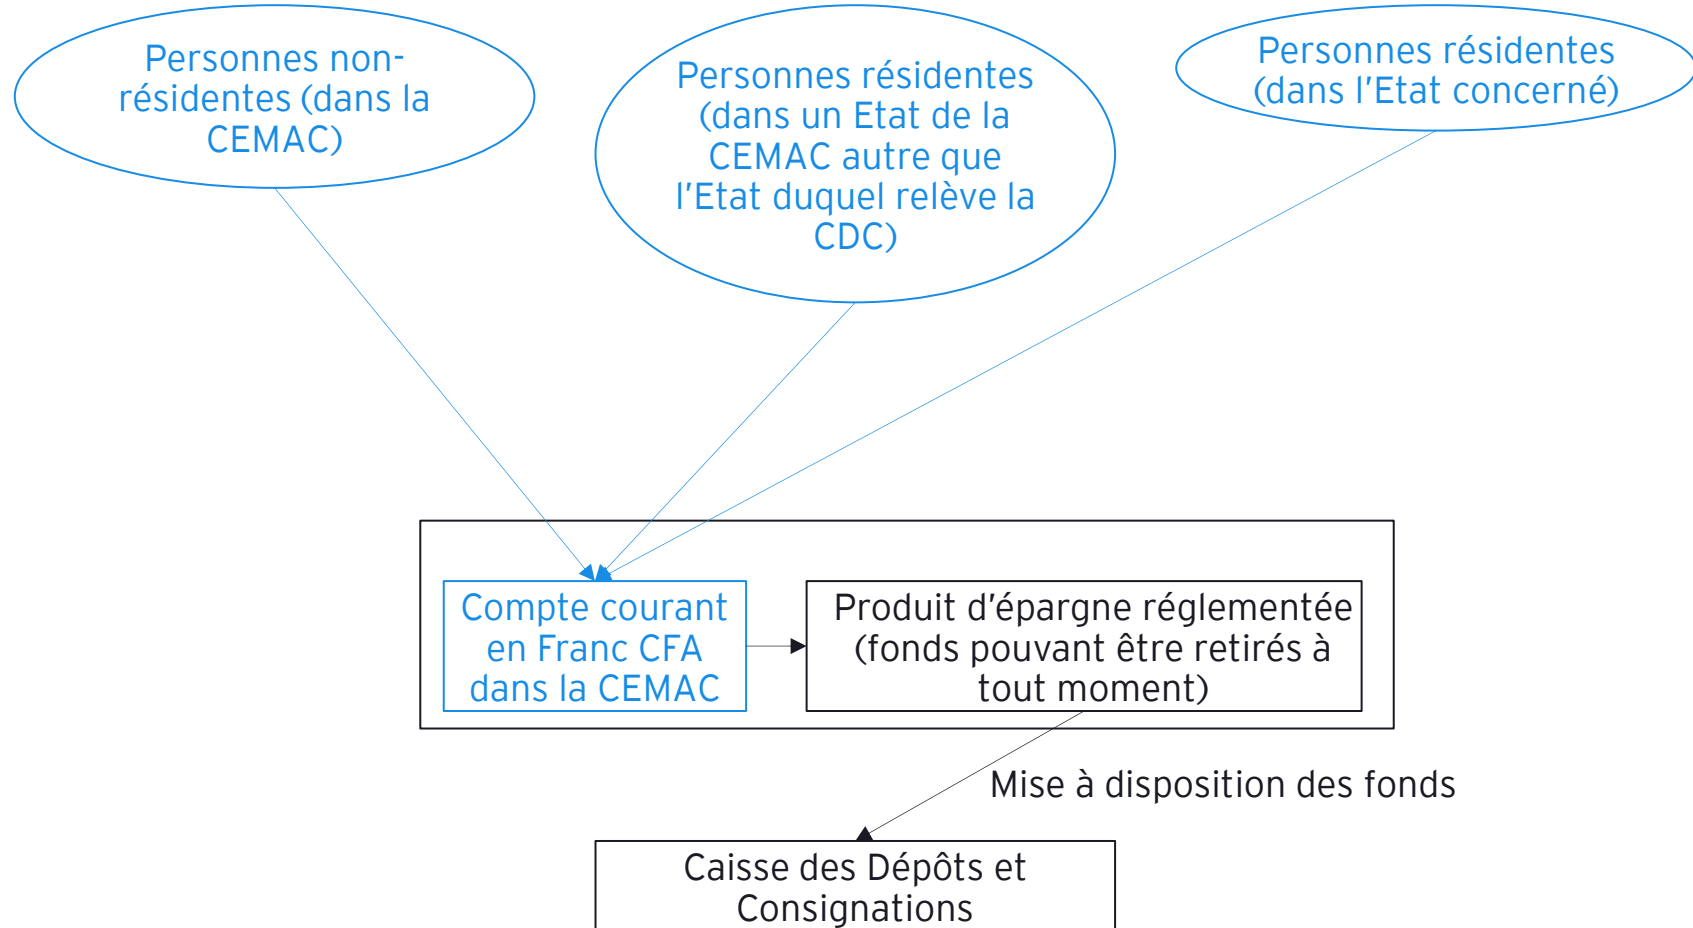 Personnes non-
résidentes (dans la
CEMAC)
Personnes résidentes
(dans un Etat de la
CEMAC autre que
l'Etat duquel relève la
CDC)
Personnes résidentes
(dans l'Etat concerné)
Compte courant
en Franc CFA
dans la CEMAC
Produit d'épargne réglementée
(fonds pouvant être retirés à
tout moment)
Mise à disposition des fonds
Caisse des Dépôts et
Consignations